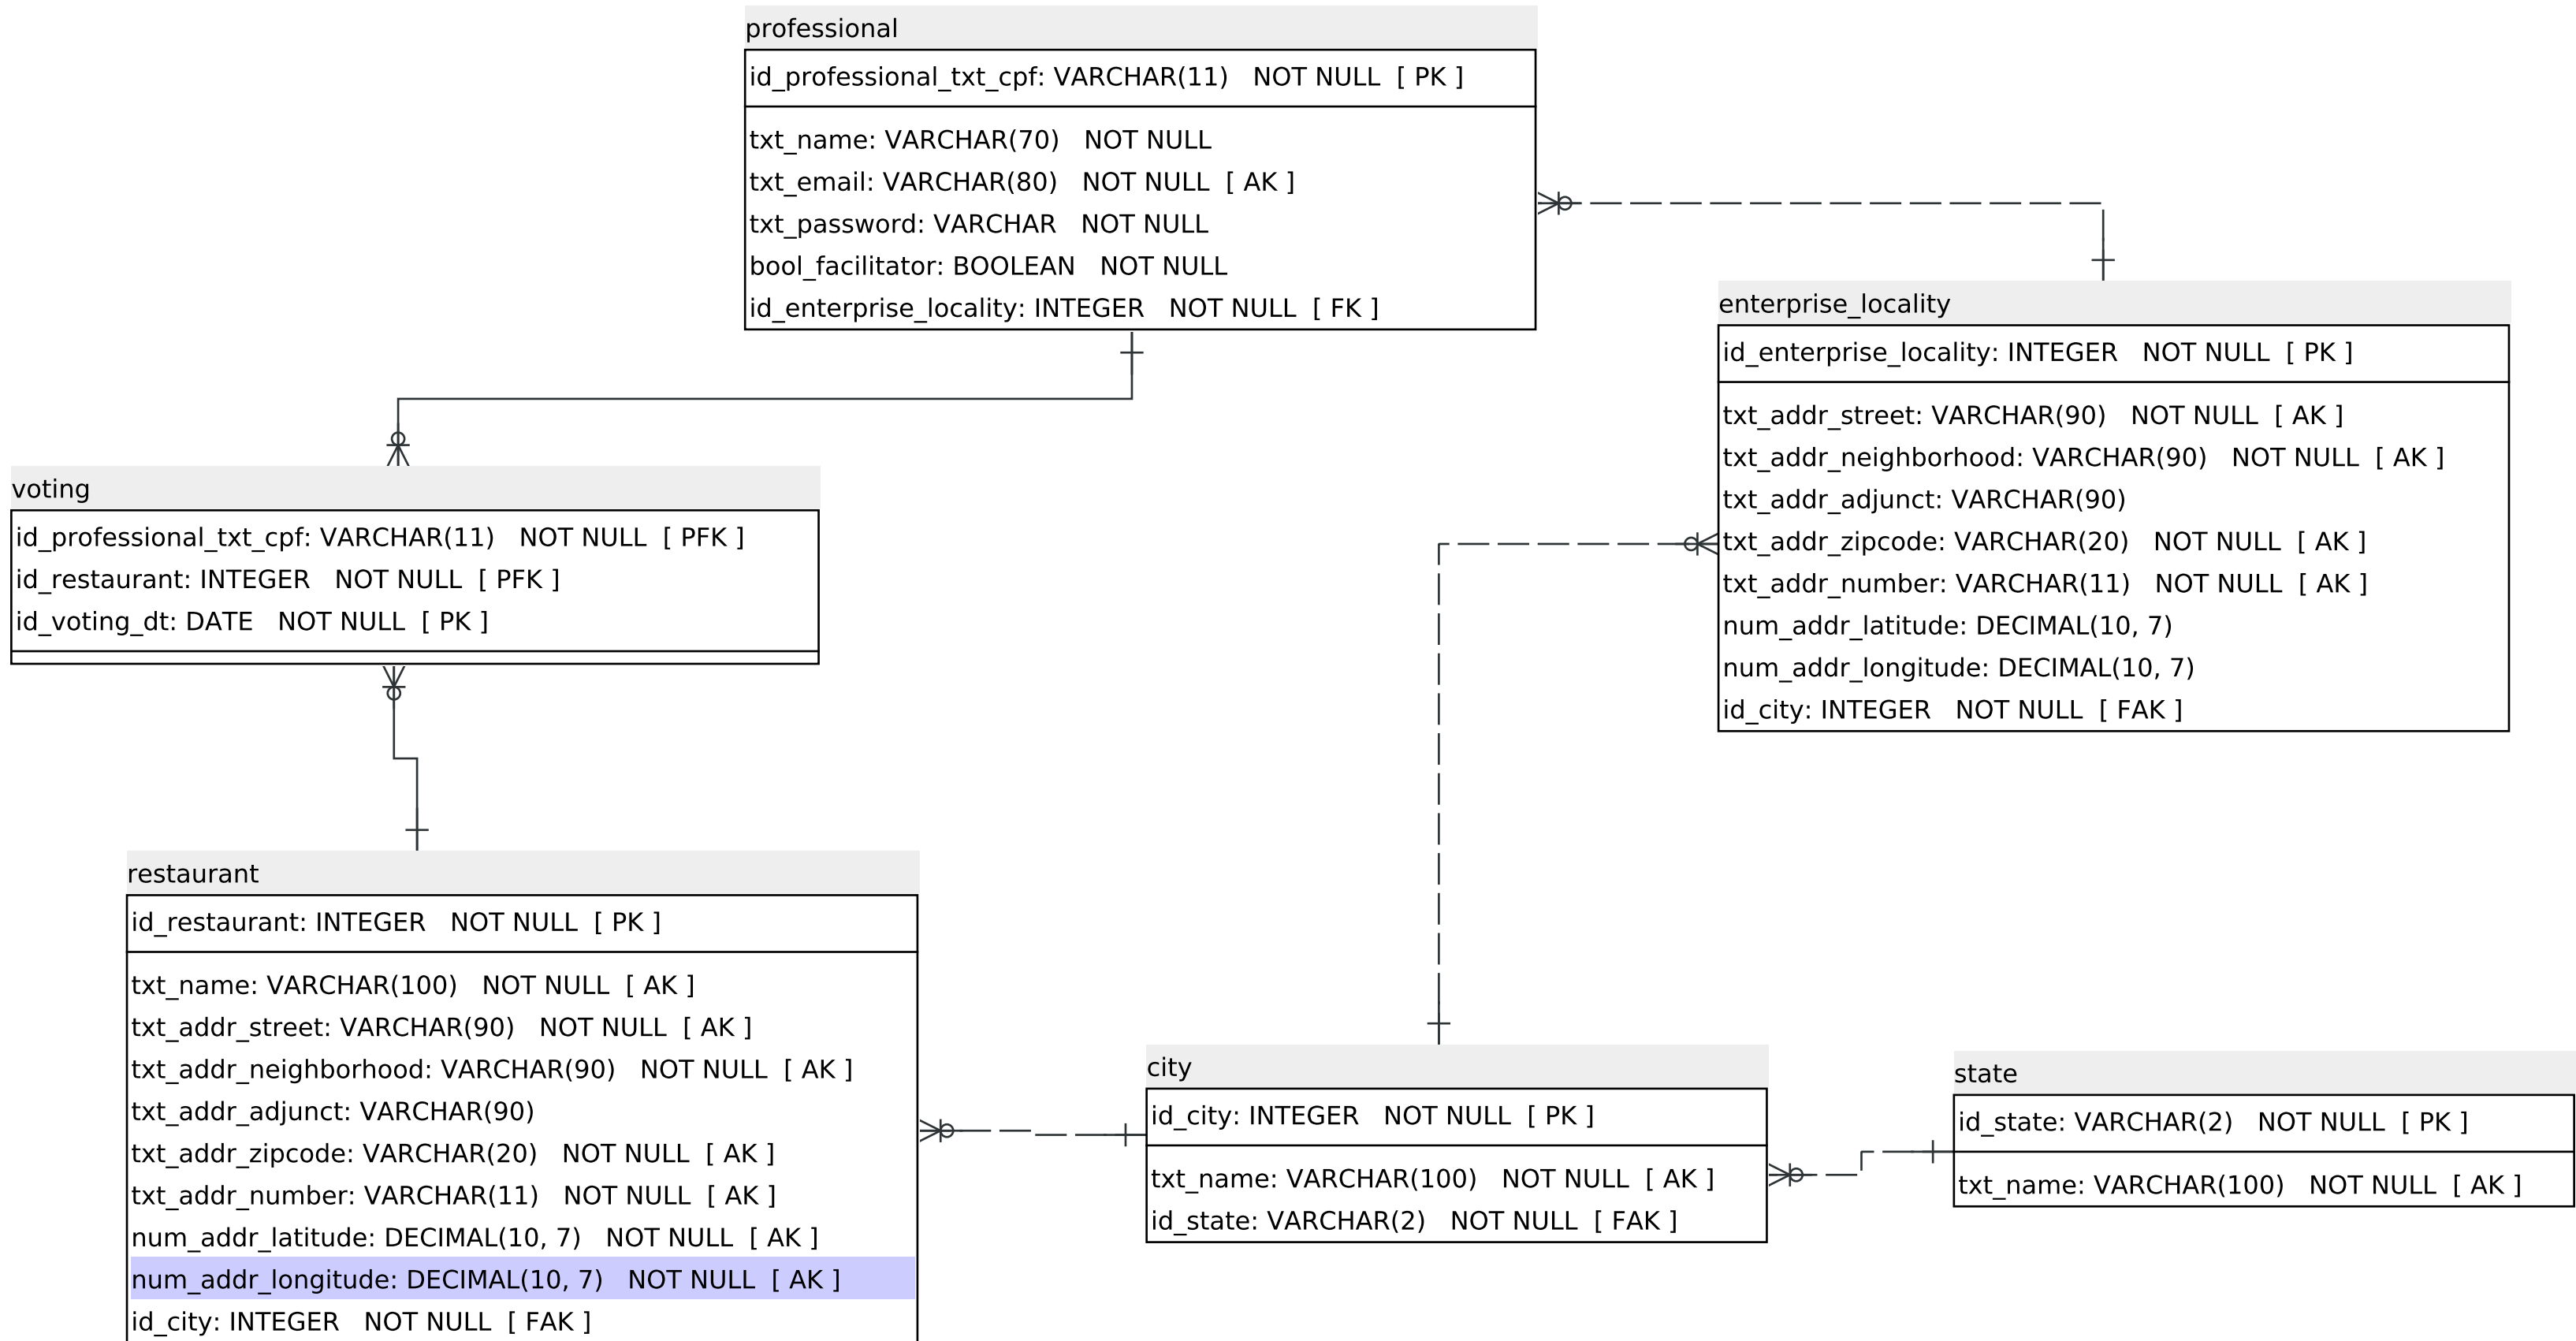 professional
id_professional_txt_cpf: VARCHAR(11) NOT NULL [ PK ]
txt_name: VARCHAR(70) NOT NULL
txt_email: VARCHAR(80) NOT NULL [ AK ]
txt_password: VARCHAR NOT NULL
bool_facilitator: BOOLEAN NOT NULL
id_enterprise_locality: INTEGER NOT NULL [ FK ]
enterprise_locality
id_enterprise_locality: INTEGER NOT NULL [ PK ]
txt_addr_street: VARCHAR(90) NOT NULL [ AK ]
txt_addr_neighborhood: VARCHAR(90) NOT NULL [ AK ]
txt_addr_adjunct: VARCHAR(90)
txt_addr_zipcode: VARCHAR(20) NOT NULL [ AK ]
txt_addr_number: VARCHAR(11) NOT NULL [ AK ]
num_addr_latitude: DECIMAL(10, 7)
num_addr_longitude: DECIMAL(10, 7)
id_city: INTEGER NOT NULL [ FAK ]
voting
id_professional_txt_cpf: VARCHAR(11) NOT NULL [ PFK ]
id_restaurant: INTEGER NOT NULL [ PFK ]
id_voting_dt: DATE NOT NULL [ PK ]
restaurant
id_restaurant: INTEGER NOT NULL [ PK ]
txt_name: VARCHAR(100) NOT NULL [ AK ]
txt_addr_street: VARCHAR(90) NOT NULL [ AK ]
txt_addr_neighborhood: VARCHAR(90) NOT NULL [ AK ]
txt_addr_adjunct: VARCHAR(90)
txt_addr_zipcode: VARCHAR(20) NOT NULL [ AK ]
txt_addr_number: VARCHAR(11) NOT NULL [ AK ]
num_addr_latitude: DECIMAL(10, 7) NOT NULL [ AK ]
num_addr_longitude: DECIMAL(10, 7) NOT NULL [ AK ]
id_city: INTEGER NOT NULL [ FAK ]
city
id_city: INTEGER NOT NULL [ PK ]
txt_name: VARCHAR(100) NOT NULL [ AK ]
id_state: VARCHAR(2) NOT NULL [ FAK ]
state
id_state: VARCHAR(2) NOT NULL [ PK ]
txt_name: VARCHAR(100) NOT NULL [ AK ]